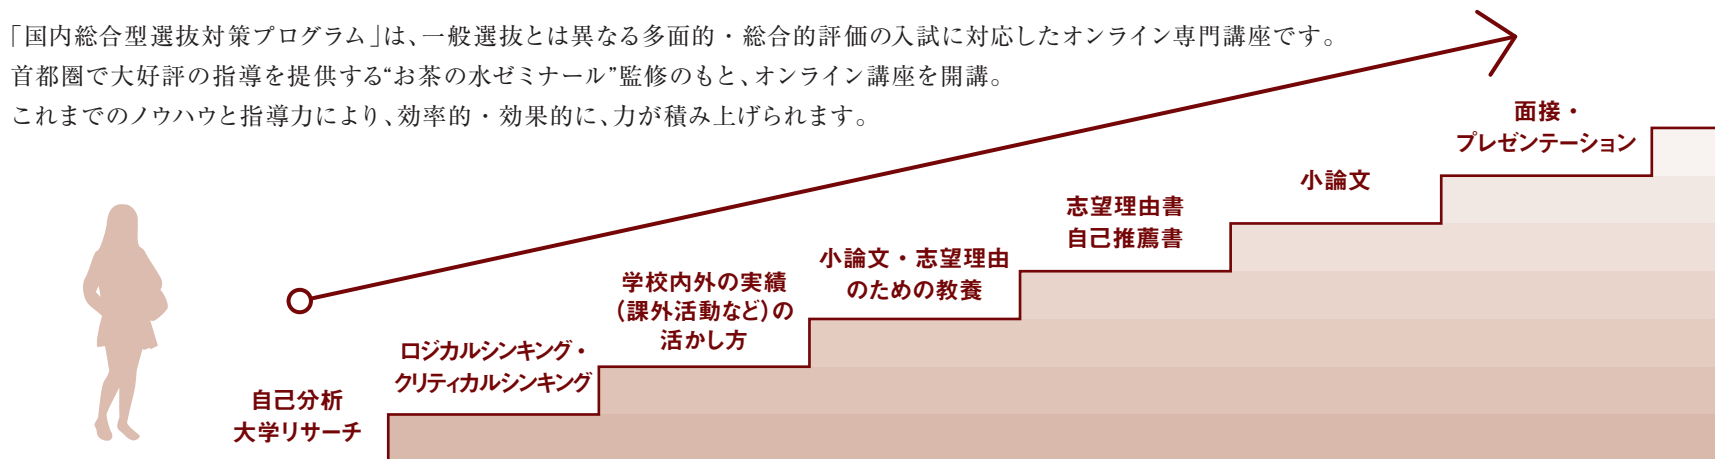 「国内総合型選抜対策プログラム」は、一般選抜とは異なる多面的・総合的評価の入試に対応したオンライン専門講座です。
首都圏で大好評の指導を提供する“お茶の水ゼミナール”監修のもと、オンライン講座を開講。
これまでのノウハウと指導力により、効率的・効果的に、力が積み上げられます。
自己分析
大学リサーチ
ロジカルシンキング・
クリティカルシンキング
学校内外の実績
(課外活動など)の
活かし方
小論文・志望理由
のための教養
志望理由書
自己推薦書
小論文
面接・
プレゼンテーション